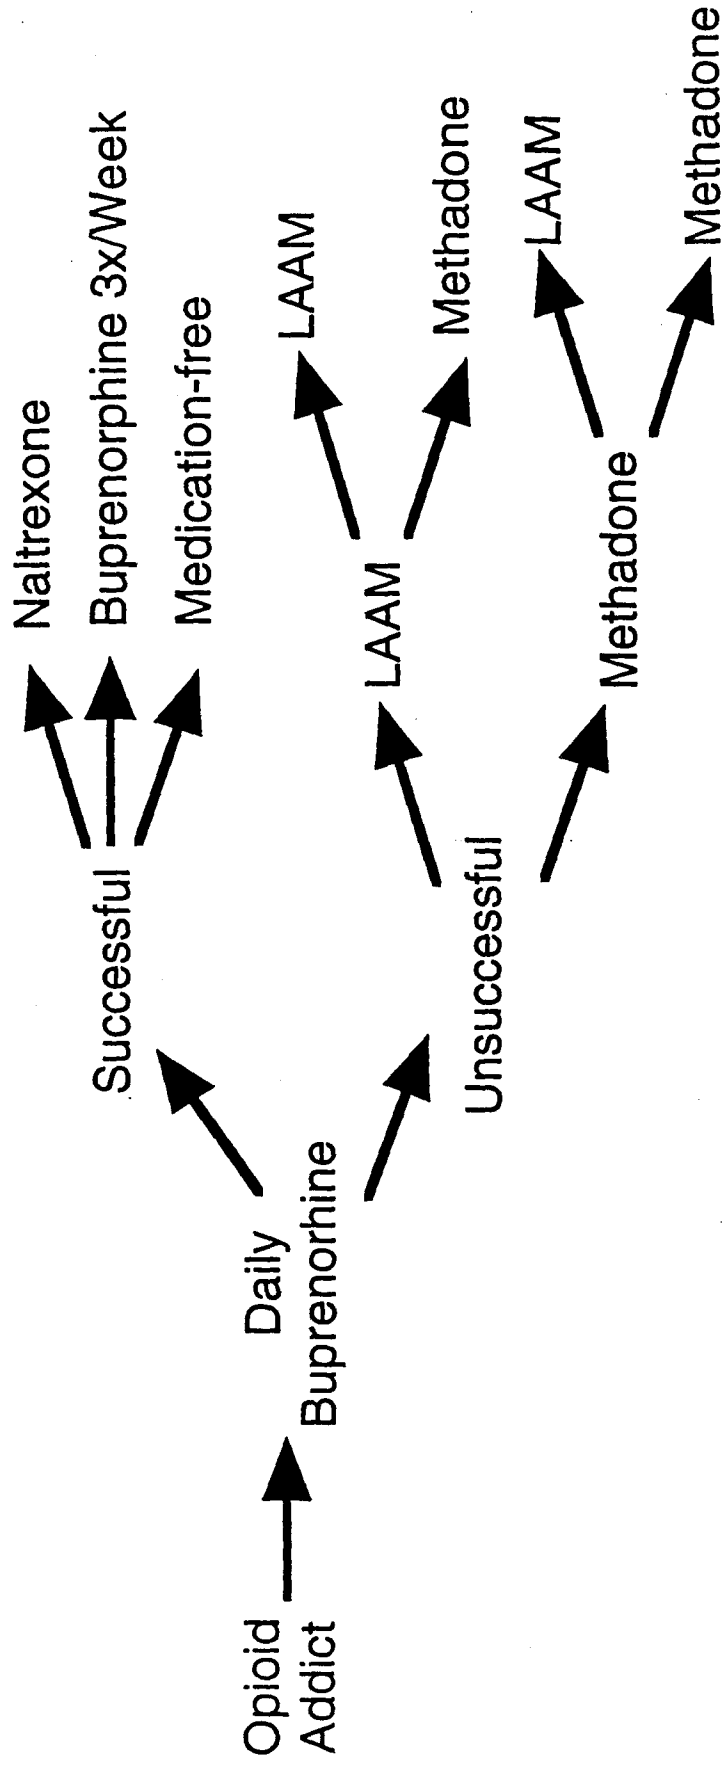 Opioid
Addict
Daily
Buprenorhine
Successful
Naltrexone
Buprenorphine 3x/Week
Medication-free
Unsuccessful
LAAM
LAAM
Methadone
Methadone
LAAM
Methadone